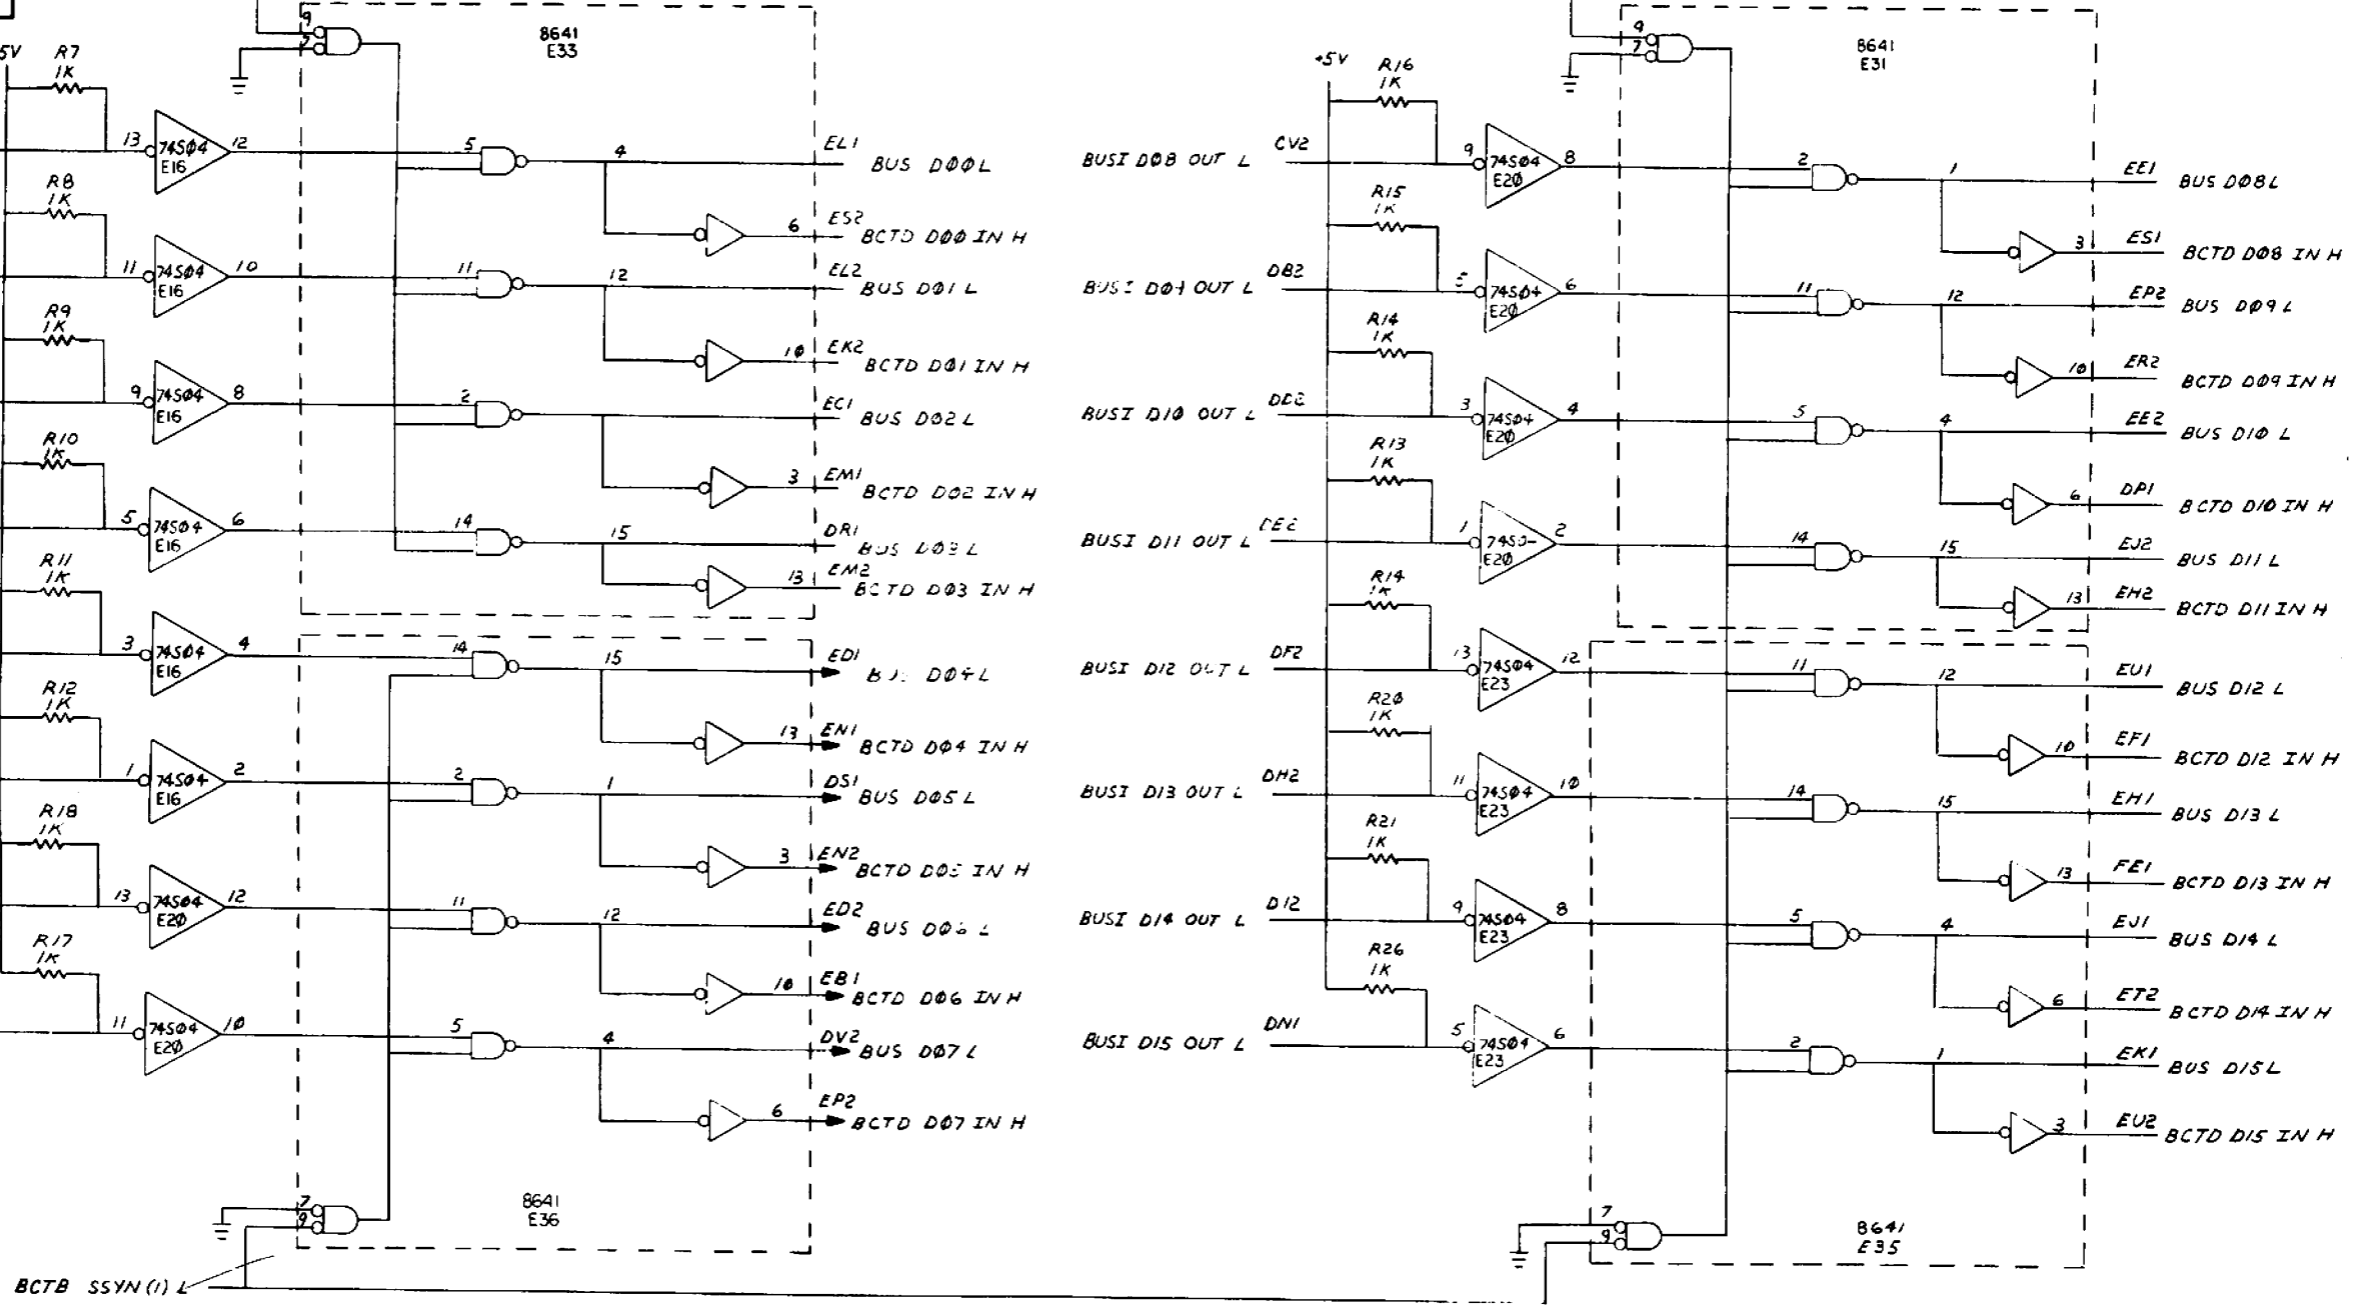 5V
R7
1K
9
7
8641
E33
13
74S04
E16
12
5
4
EL1
BUS D00 L
6
ES2
BCTD D00 IN H
R8
1K
11
74S04
E16
10
11
12
EL2
BUS D01 L
10
EK2
BCTD D01 IN H
R9
1K
9
74S04
E16
8
2
EC1
BUS D02 L
3
EM1
BCTD D02 IN H
R10
1K
5
74S04
E16
6
14
15
DR1
BUS D03 L
13
EM2
BCTD D03 IN H
R11
1K
3
74S04
E16
4
14
15
ED1
D04 L
13
EN1
BCTD D04 IN H
R12
1K
1
74S04
E16
2
2
1
DS1
BUS D05 L
3
EN2
BCTD IN H
R18
1K
13
74S04
E20
12
11
12
ED2
BUS D06 L
10
EB1
BCTD D06 IN H
R17
1K
11
74S04
E20
10
5
4
DV2
BUS D07 L
6
EP2
BCTD D07 IN H
7
9
8641
E36
BCTB SSYN (1) L
+5V
R16
1K
9
7
8641
E31
BUSI D08 OUT L
CV2
9
74S04
E20
8
2
1
EE1
BUS D08 L
3
ES1
BCTD D08 IN H
R15
1K
OUT L
DB2
5
74S04
E20
6
11
12
EP2
BUS D09 L
10
ER2
BCTD D09 IN H
R14
1K
BUSI D10 OUT L
DD2
3
74S04
E20
4
5
4
EE2
BUS D10 L
6
DP1
BCTD D10 IN H
R13
1K
BUSI D11 OUT L
1
E20
2
14
15
EJ2
BUS D11 L
13
EH2
BCTD D11 IN H
R14
1K
BUSI D12 OUT L
DF2
13
74S04
E23
12
11
12
EU1
BUS D12 L
10
EF1
BCTD D12 IN H
R20
1K
BUSI D13 OUT L
DH2
11
74S04
E23
10
14
15
EH1
BUS D13 L
13
FE1
BCTD D13 IN H
R21
1K
BUSI D14 OUT L
9
74S04
E23
8
5
4
EJ1
BUS D14 L
6
ET2
BCTD D14 IN H
R26
1K
BUSI D15 OUT L
DN1
5
74S04
E23
6
2
1
EK1
BUS D15 L
3
EU2
BCTD D15 IN H
7
9
8641
E35